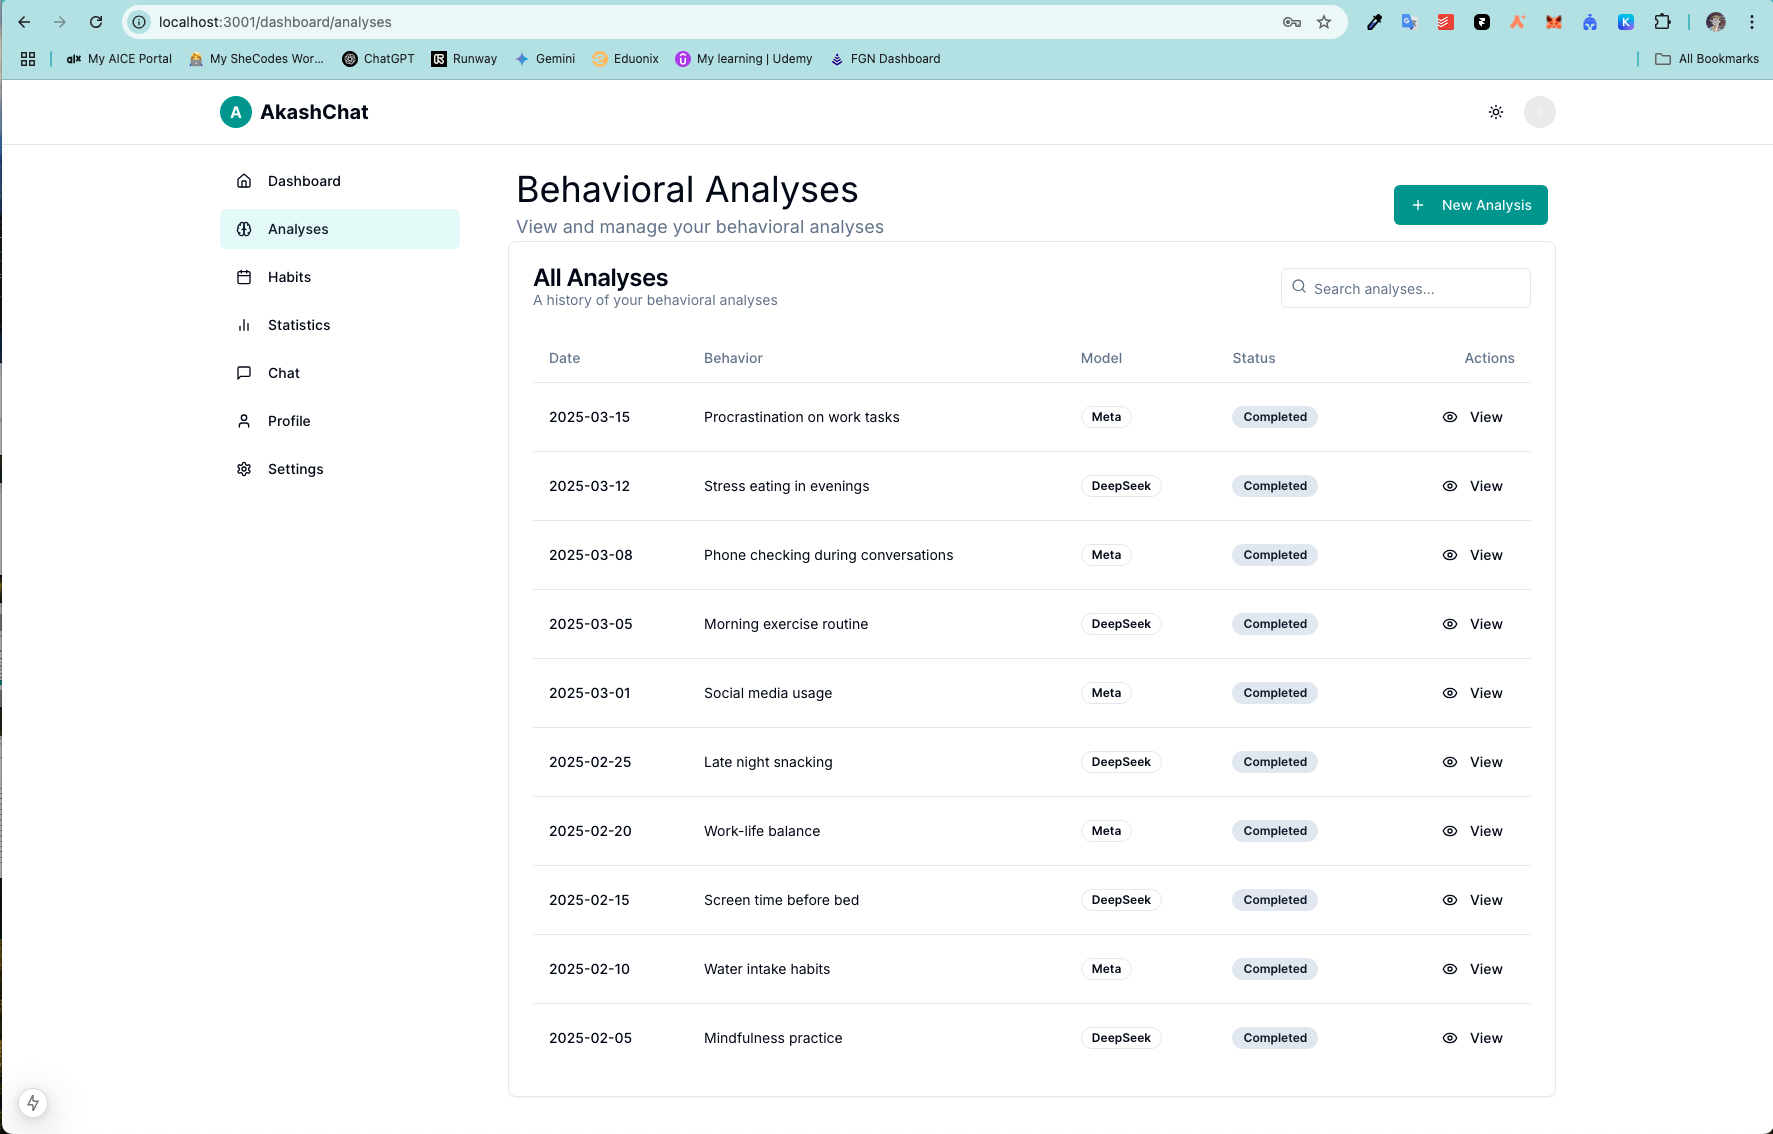 localhost:3001/dashboard/analyses
alx My AICE Portal My SheCodes Wor... ChatGPT Runway Gemini Eduonix My learning | Udemy FGN Dashboard All Bookmarks
A AkashChat
Dashboard
Analyses
Habits
Statistics
Chat
Profile
Settings
Behavioral Analyses
View and manage your behavioral analyses
New Analysis
All Analyses
A history of your behavioral analyses
Search analyses...
Date Behavior Model Status Actions
2025-03-15 Procrastination on work tasks Meta Completed View
2025-03-12 Stress eating in evenings DeepSeek Completed View
2025-03-08 Phone checking during conversations Meta Completed View
2025-03-05 Morning exercise routine DeepSeek Completed View
2025-03-01 Social media usage Meta Completed View
2025-02-25 Late night snacking DeepSeek Completed View
2025-02-20 Work-life balance Meta Completed View
2025-02-15 Screen time before bed DeepSeek Completed View
2025-02-10 Water intake habits Meta Completed View
2025-02-05 Mindfulness practice DeepSeek Completed View